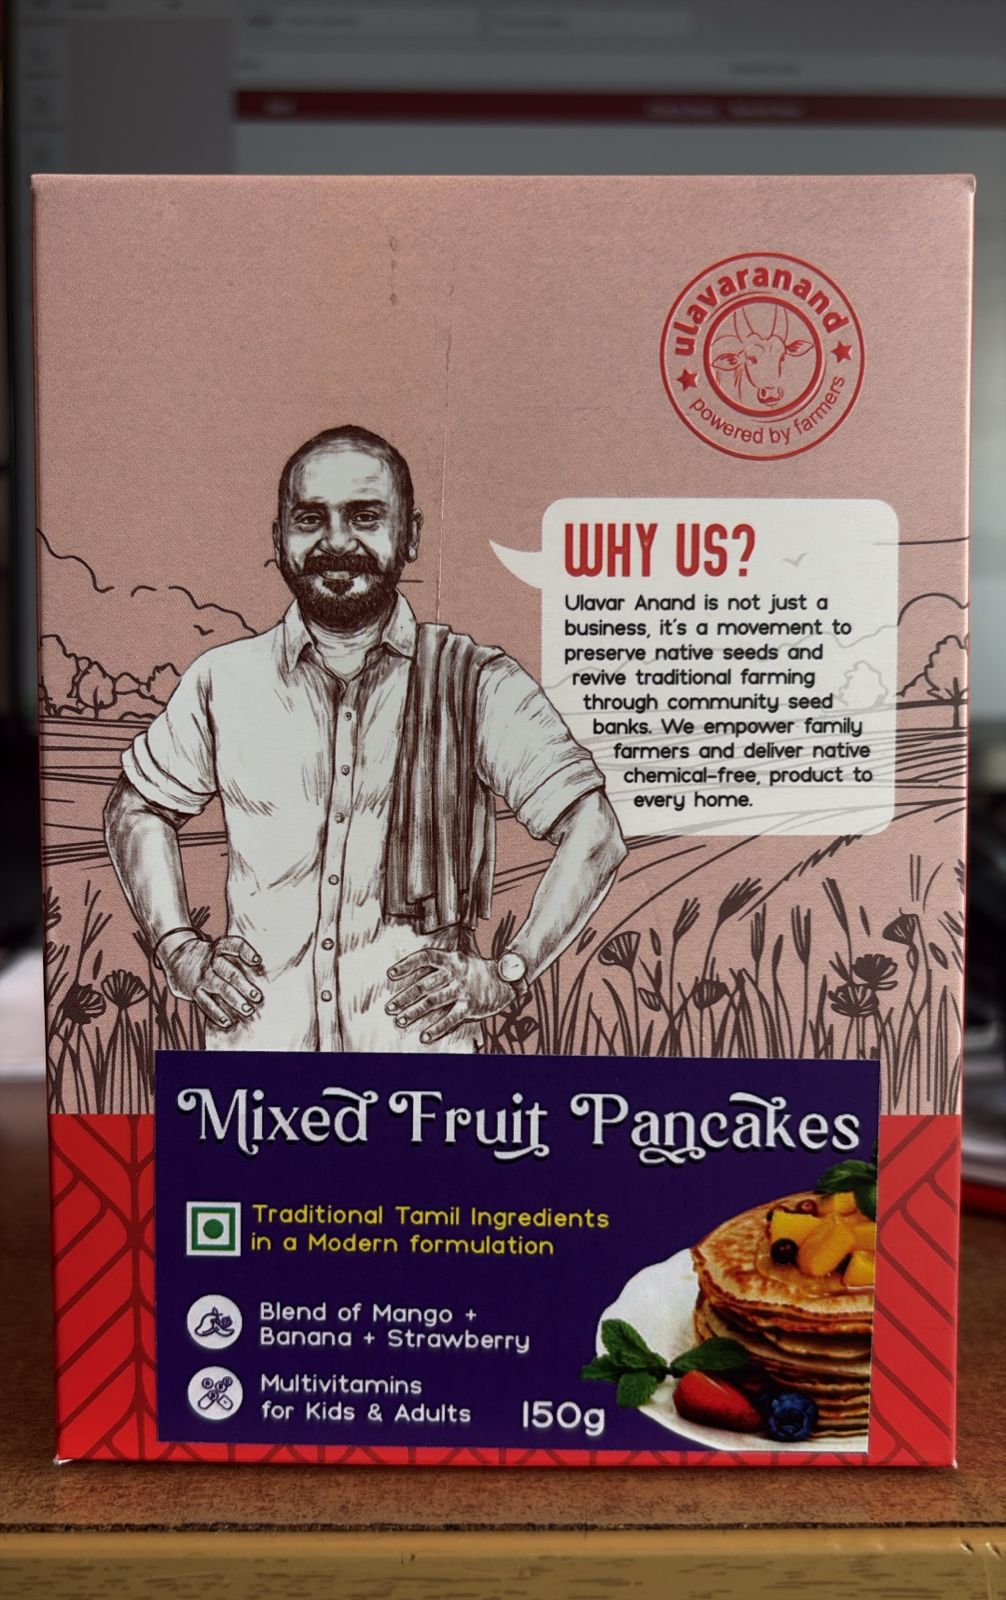 ulavaranand
powered by farmers
WHY US?
Ulavar Anand is not just a
business, it's a movement to
preserve native seeds and
revive traditional farming
through community seed
banks. We empower family
farmers and deliver native
chemical-free, product to
every home.
Mixed Fruit Pancakes
Traditional Tamil Ingredients
in a Modern formulation
Blend of Mango +
Banana + Strawberry
Multivitamins
for Kids & Adults
150g